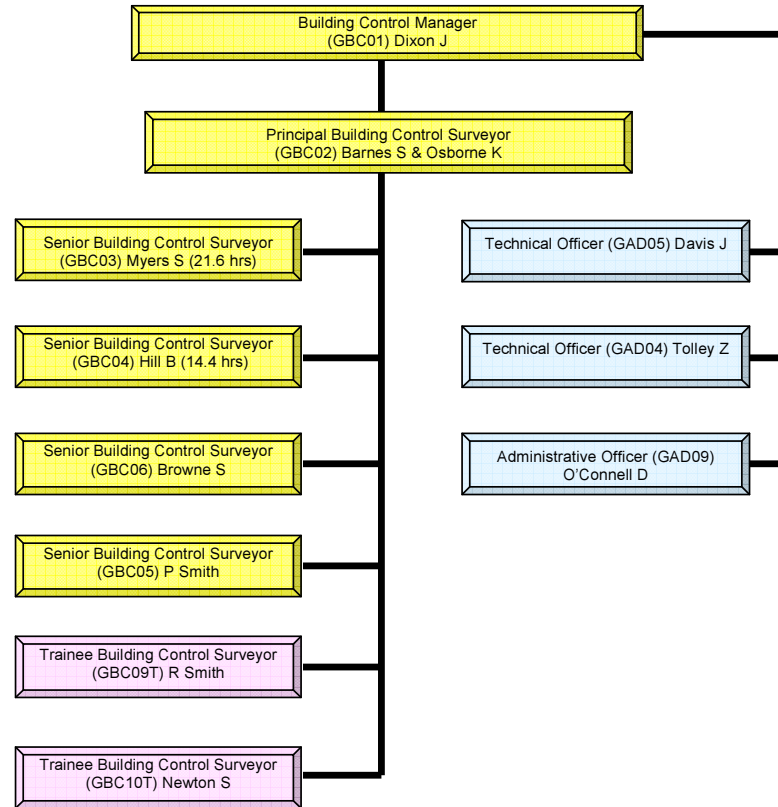 Building Control Manager
(GBC01) Dixon J
Principal Building Control Surveyor
(GBC02) Barnes S & Osborne K
Senior Building Control Surveyor
(GBC03) Myers S (21.6 hrs)
Senior Building Control Surveyor
(GBC04) Hill B (14.4 hrs)
Senior Building Control Surveyor
(GBC06) Browne S
Senior Building Control Surveyor
(GBC05) P Smith
Trainee Building Control Surveyor
(GBC09T) R Smith
Trainee Building Control Surveyor
(GBC10T) Newton S
Technical Officer (GAD05) Davis J
Technical Officer (GAD04) Tolley Z
Administrative Officer (GAD09)
O’Connell D